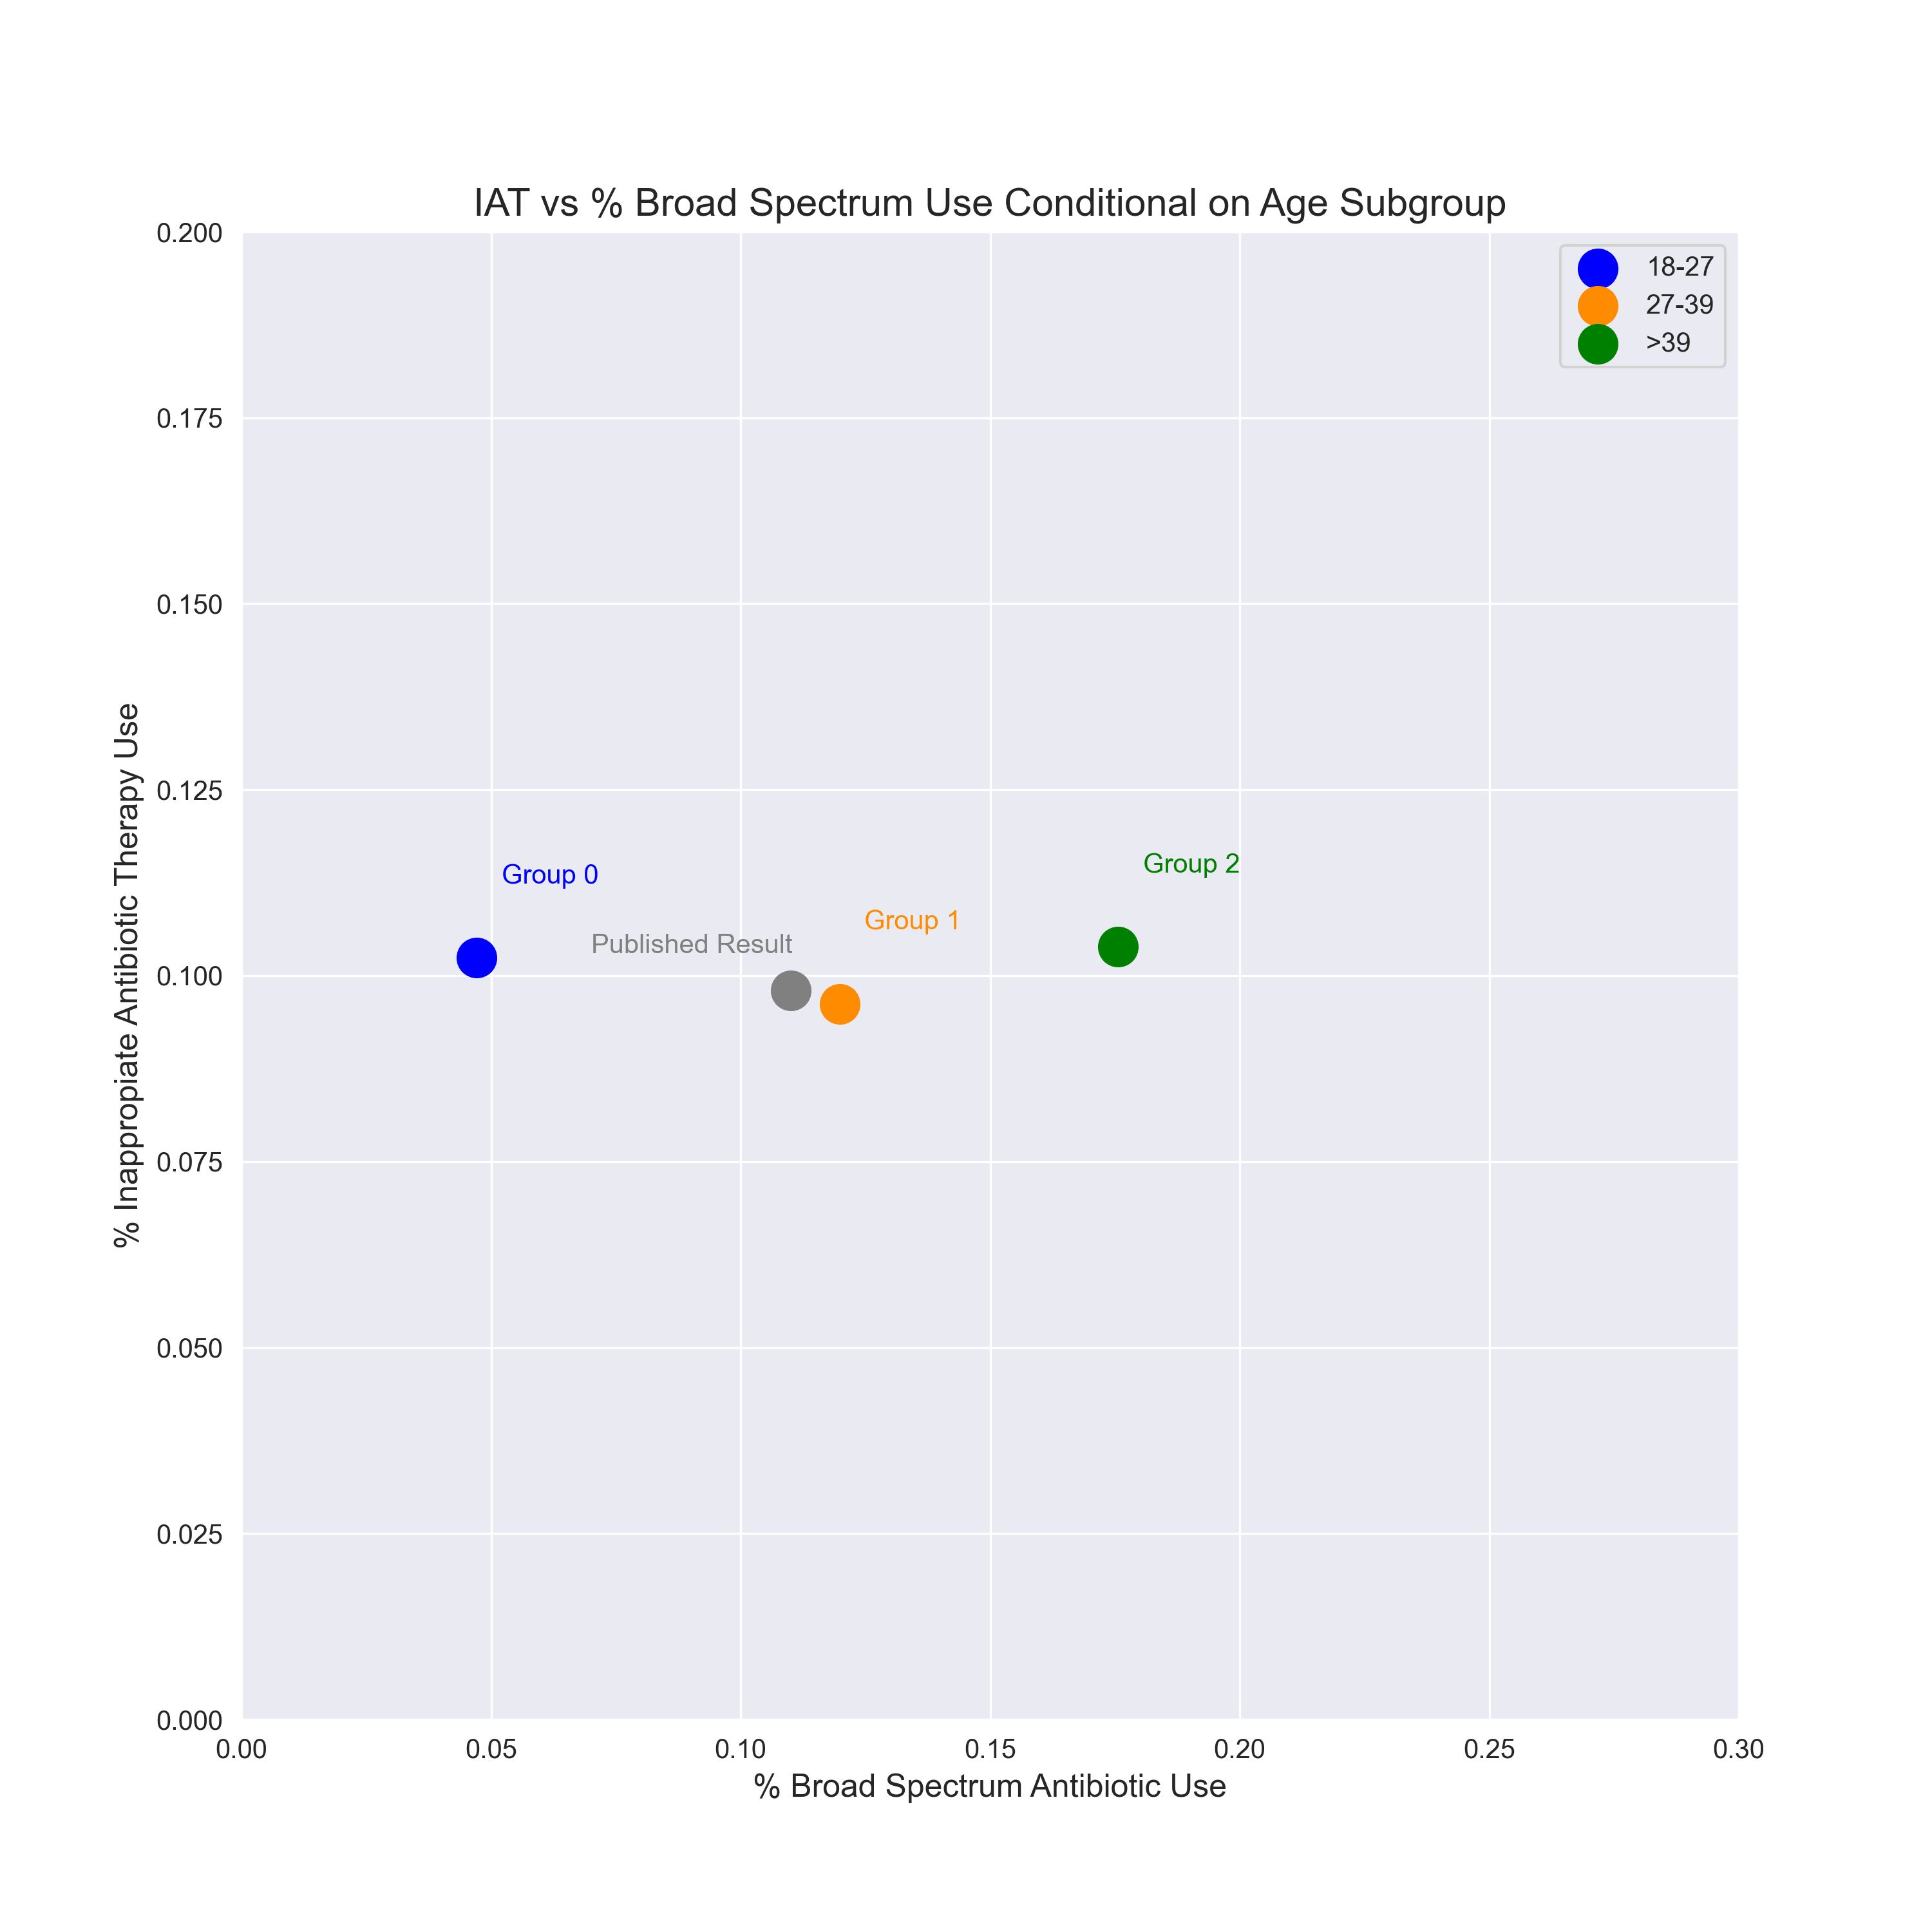 IAT vs % Broad Spectrum Use Conditional on Age Subgroup
0.200
0.175
0.150
0.125
0.100
0.075
0.050
0.025
0.000
% Inappropiate Antibiotic Therapy Use
18-27
27-39
>39
Group 0
Published Result
Group 1
Group 2
0.00 0.05 0.10 0.15 0.20 0.25 0.30
% Broad Spectrum Antibiotic Use